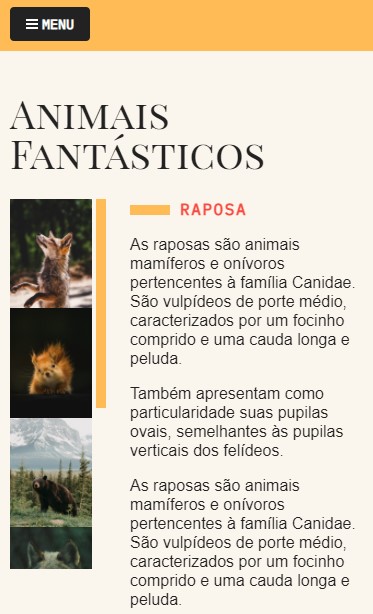 MENU
Animais
Fantásticos
RAPOSA
As raposas são animais
mamíferos e onívoros
pertencentes à família Canidae.
São vulpídeos de porte médio,
caracterizados por um focinho
comprido e uma cauda longa e
peluda.
Também apresentam como
particularidade suas pupilas
ovais, semelhantes às pupilas
verticais dos felídeos.
As raposas são animais
mamíferos e onívoros
pertencentes à família Canidae.
São vulpídeos de porte médio,
caracterizados por um focinho
comprido e uma cauda longa e
peluda.